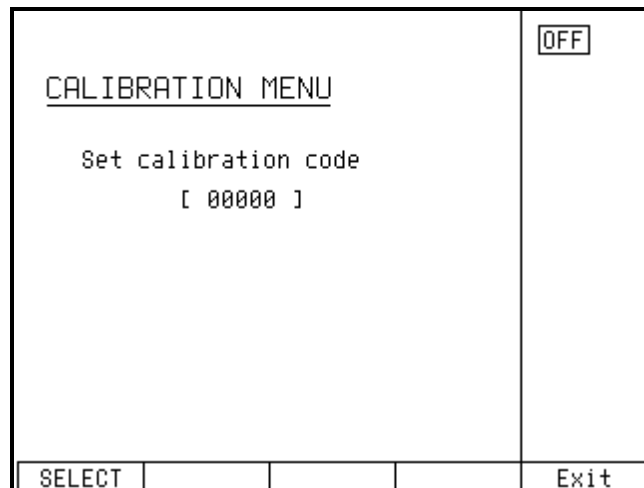 OFF
CALIBRATION MENU
Set calibration code
[ 00000 ]
SELECT
Exit